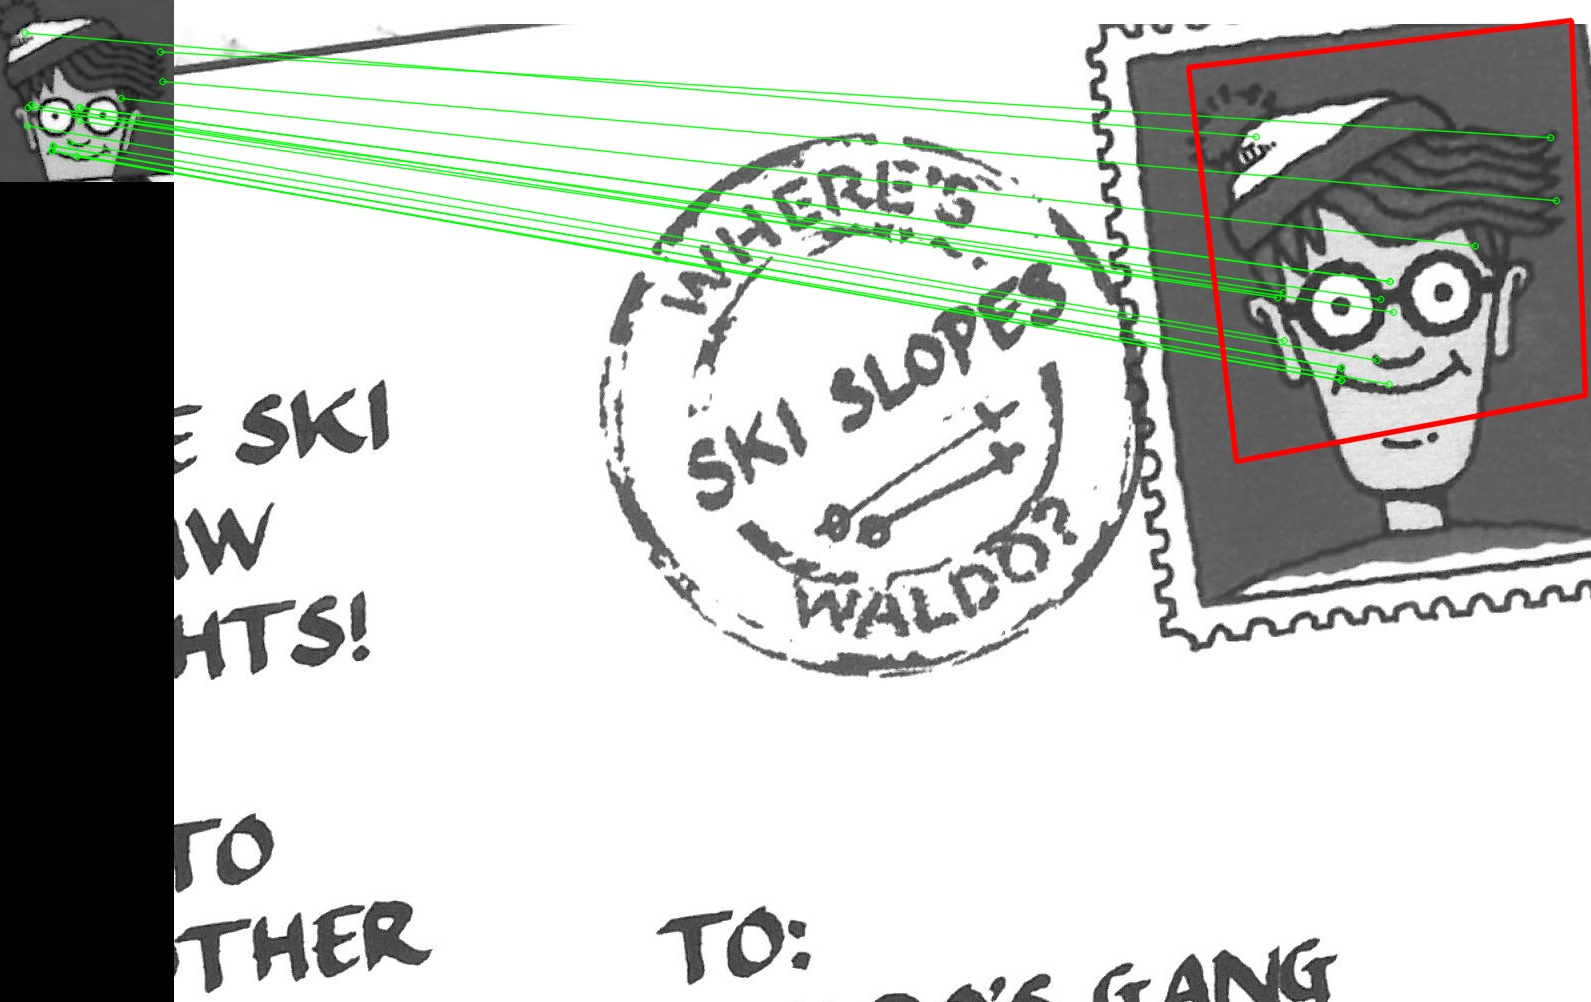 WHERE'S
SKI SLOPES
WALDO?
E SKI
W
HTS!
TO
THER
TO:
GANG